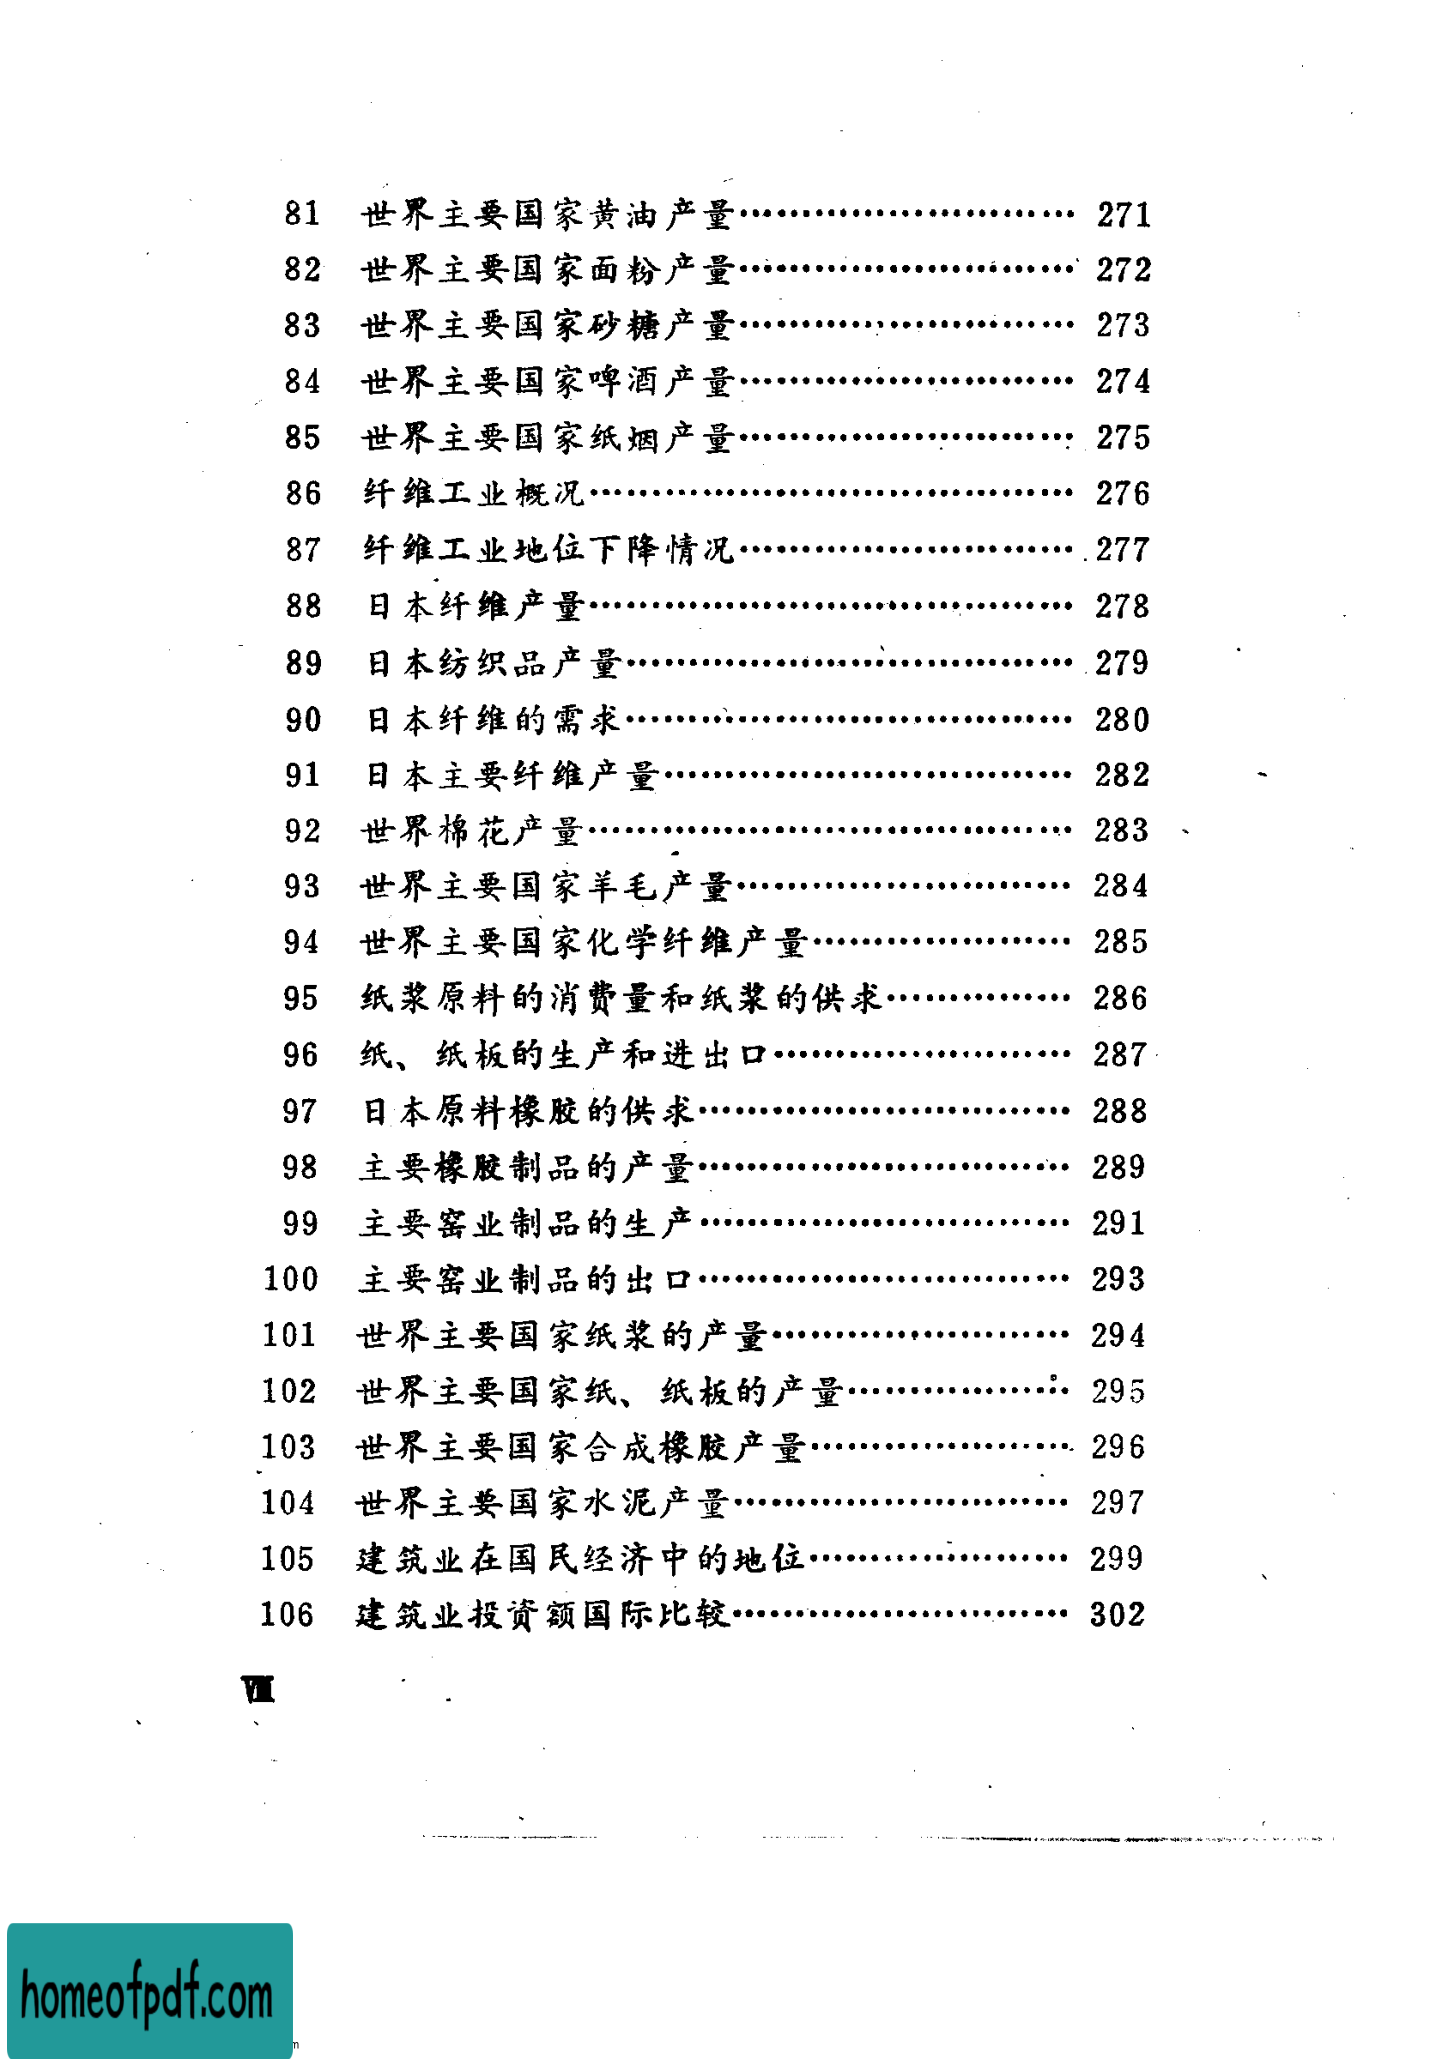 81 世界主要国家黄油产量………………………… 271
82 世界主要国家面粉产量………………………… 272
83 世界主要国家砂糖产量………………………… 273
84 世界主要国家啤酒产量………………………… 274
85 世界主要国家纸烟产量………………………… 275
86 纤维工业概况…………………………………… 276
87 纤维工业地位下降情况………………………… 277
88 日本纤维产量…………………………………… 278
89 日本纺织品产量………………………………… 279
90 日本纤维的需求………………………………… 280
91 日本主要纤维产量……………………………… 282
92 世界棉花产量…………………………………… 283
93 世界主要国家羊毛产量………………………… 284
94 世界主要国家化学纤维产量…………………… 285
95 纸浆原料的消费量和纸浆的供求…………… 286
96 纸、纸板的生产和进出口……………………… 287
97 日本原料橡胶的供求…………………………… 288
98 主要橡胶制品的产量…………………………… 289
99 主要窑业制品的生产…………………………… 291
100 主要窑业制品的出口…………………………… 293
101 世界主要国家纸浆的产量……………………… 294
102 世界主要国家纸、纸板的产量………………… 295
103 世界主要国家合成橡胶产量…………………… 296
104 世界主要国家水泥产量………………………… 297
105 建筑业在国民经济中的地位…………………… 299
106 建筑业投资额国际比较………………………… 302
Ⅷ
homeofpdf.com
m